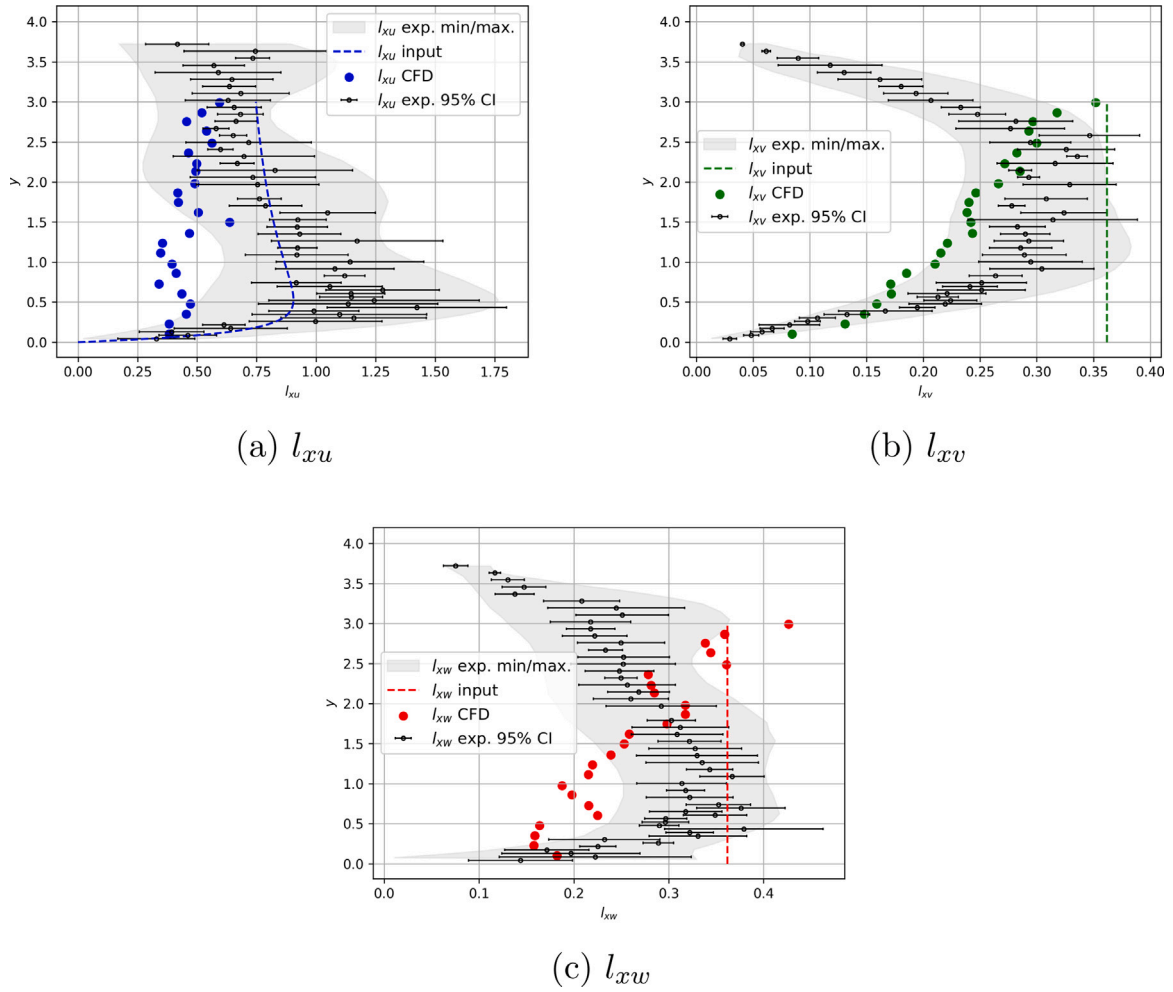 4.0
3.5
3.0
2.5
2.0
1.5
1.0
0.5
0.0
y
l_xu exp. min/max.
l_xu input
l_xu CFD
l_xu exp. 95% CI
0.00 0.25 0.50 0.75 1.00 1.25 1.50 1.75
l_xu
(a) l_xu
4.0
3.5
3.0
2.5
2.0
1.5
1.0
0.5
0.0
y
l_xv exp. min/max.
l_xv input
l_xv CFD
l_xv exp. 95% CI
0.00 0.05 0.10 0.15 0.20 0.25 0.30 0.35 0.40
l_xv
(b) l_xv
4.0
3.5
3.0
2.5
2.0
1.5
1.0
0.5
0.0
y
l_xw exp. min/max.
l_xw input
l_xw CFD
l_xw exp. 95% CI
0.0 0.1 0.2 0.3 0.4
l_xw
(c) l_xw